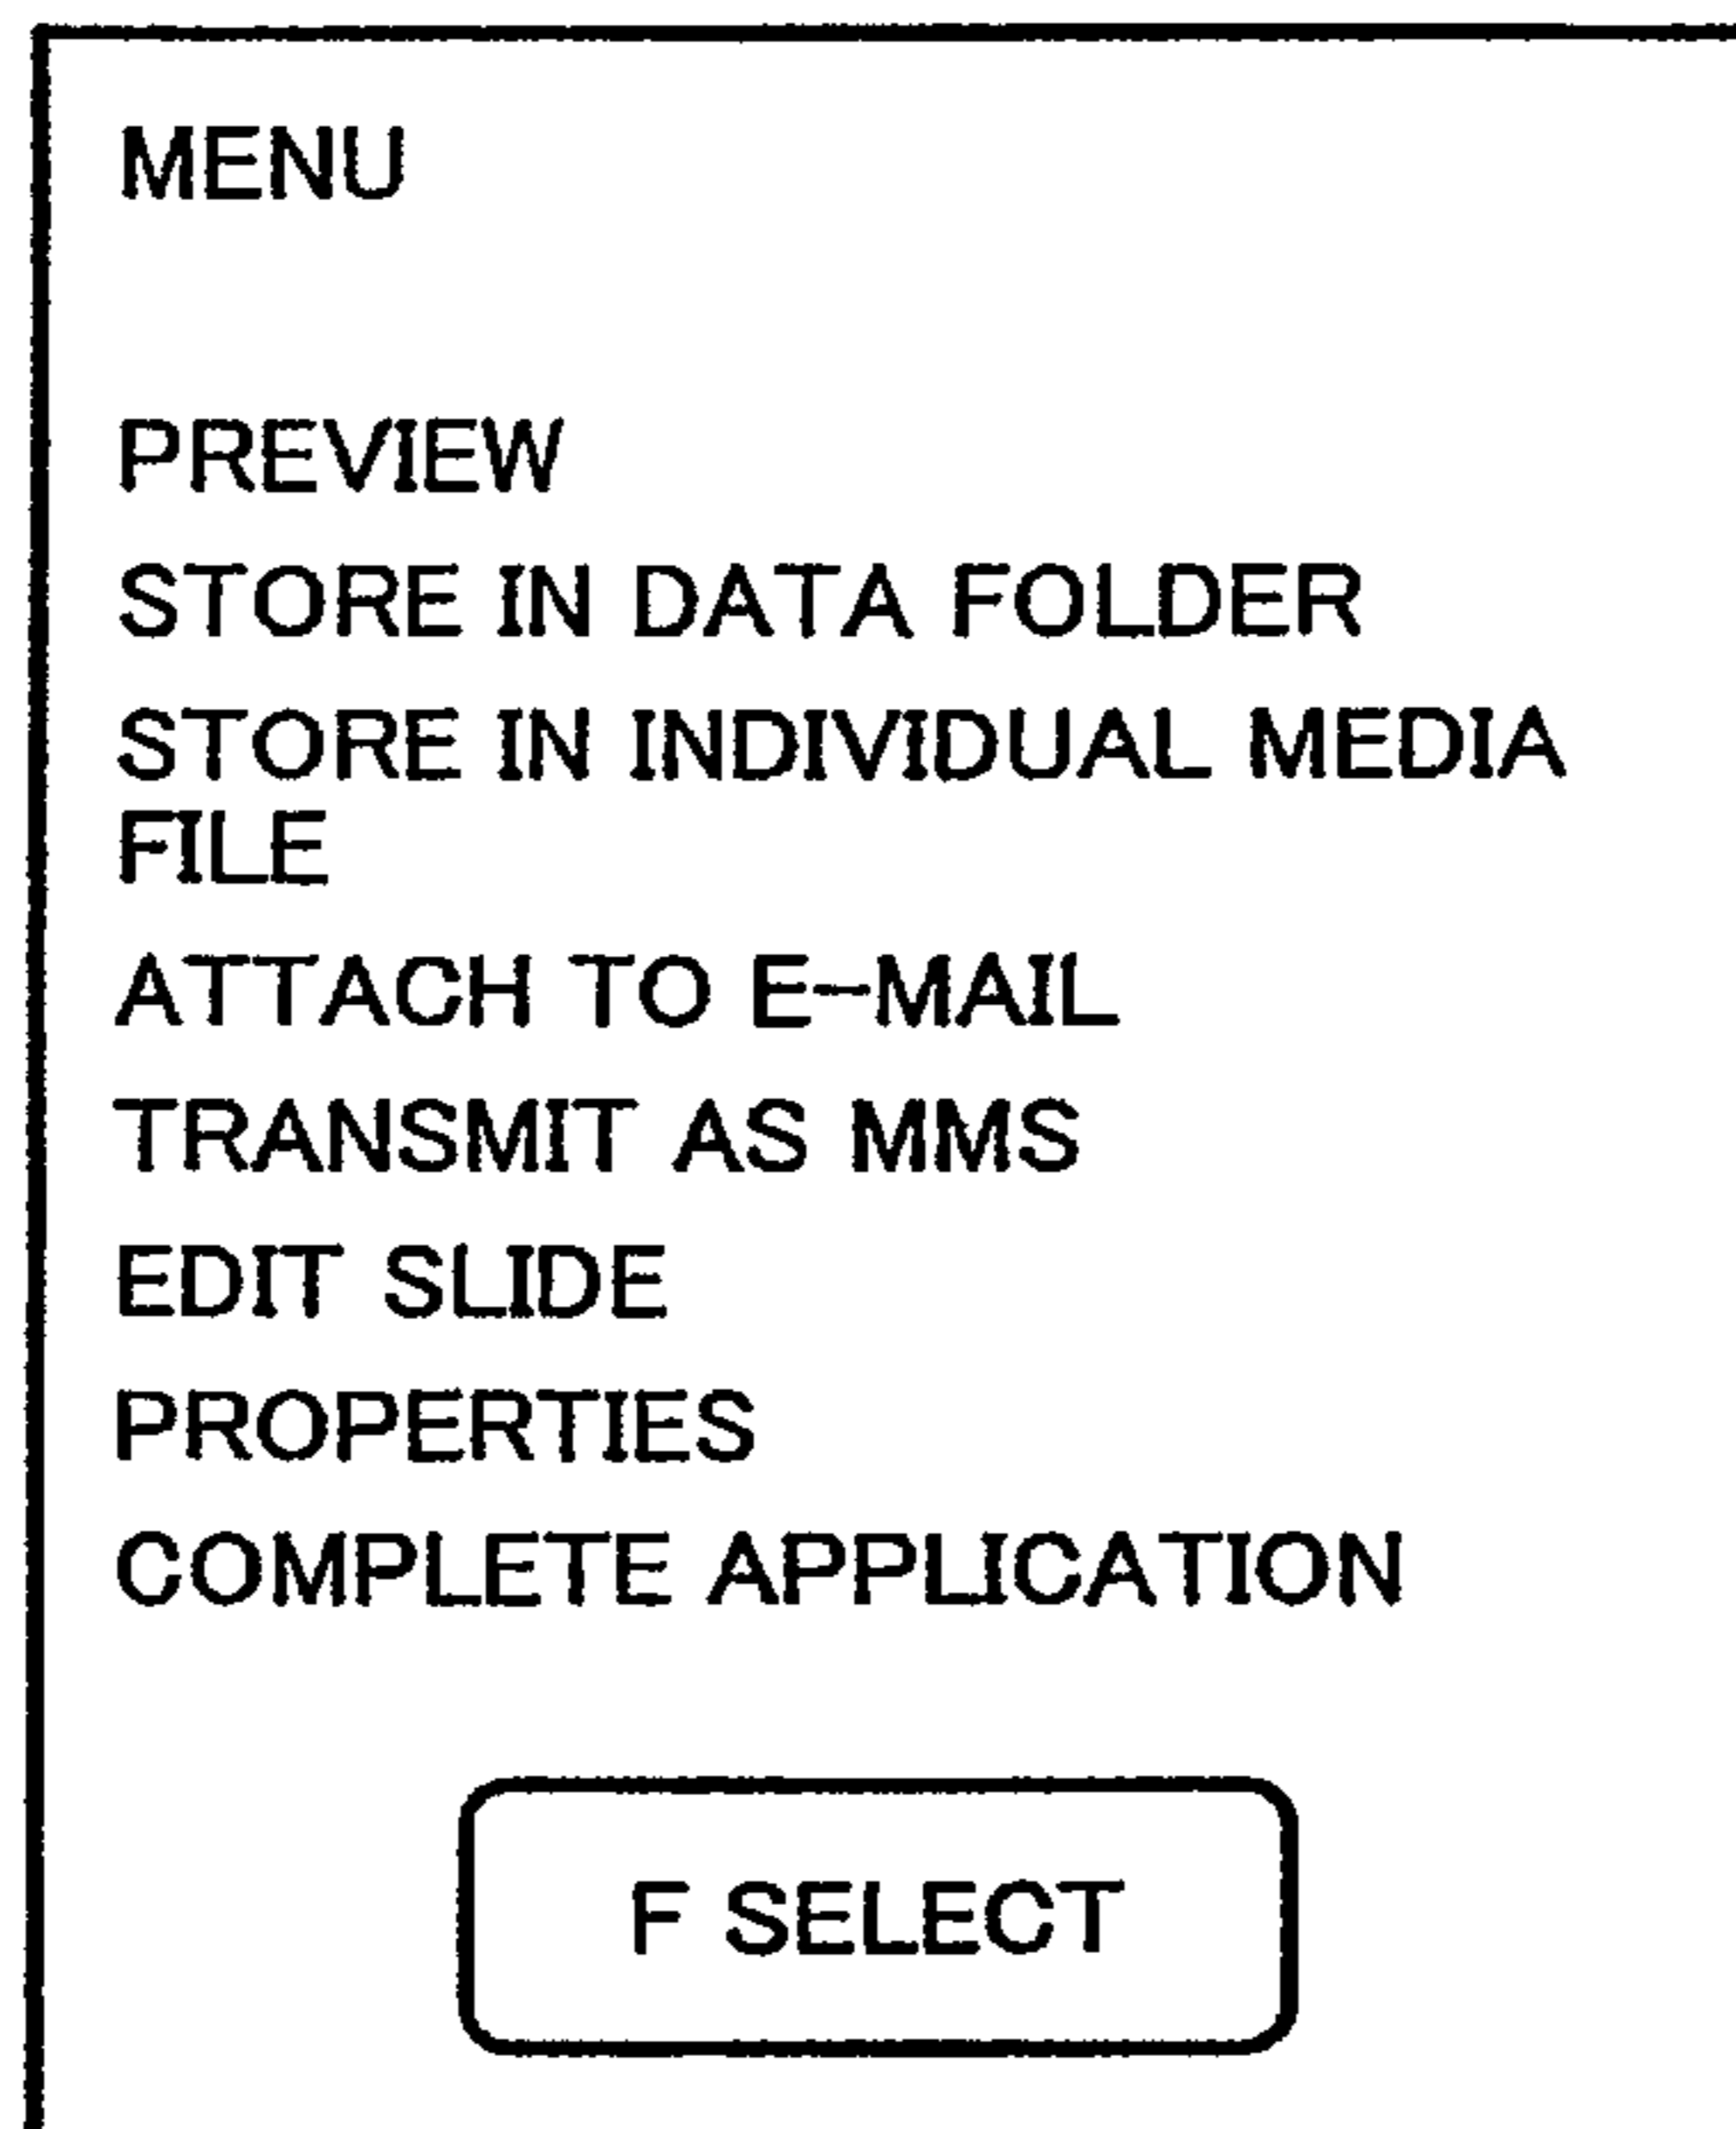 MENU
PREVIEW
STORE IN DATA FOLDER
STORE IN INDIVIDUAL MEDIA
FILE
ATTACH TO E-MAIL
TRANSMIT AS MMS
EDIT SLIDE
PROPERTIES
COMPLETE APPLICATION
F SELECT